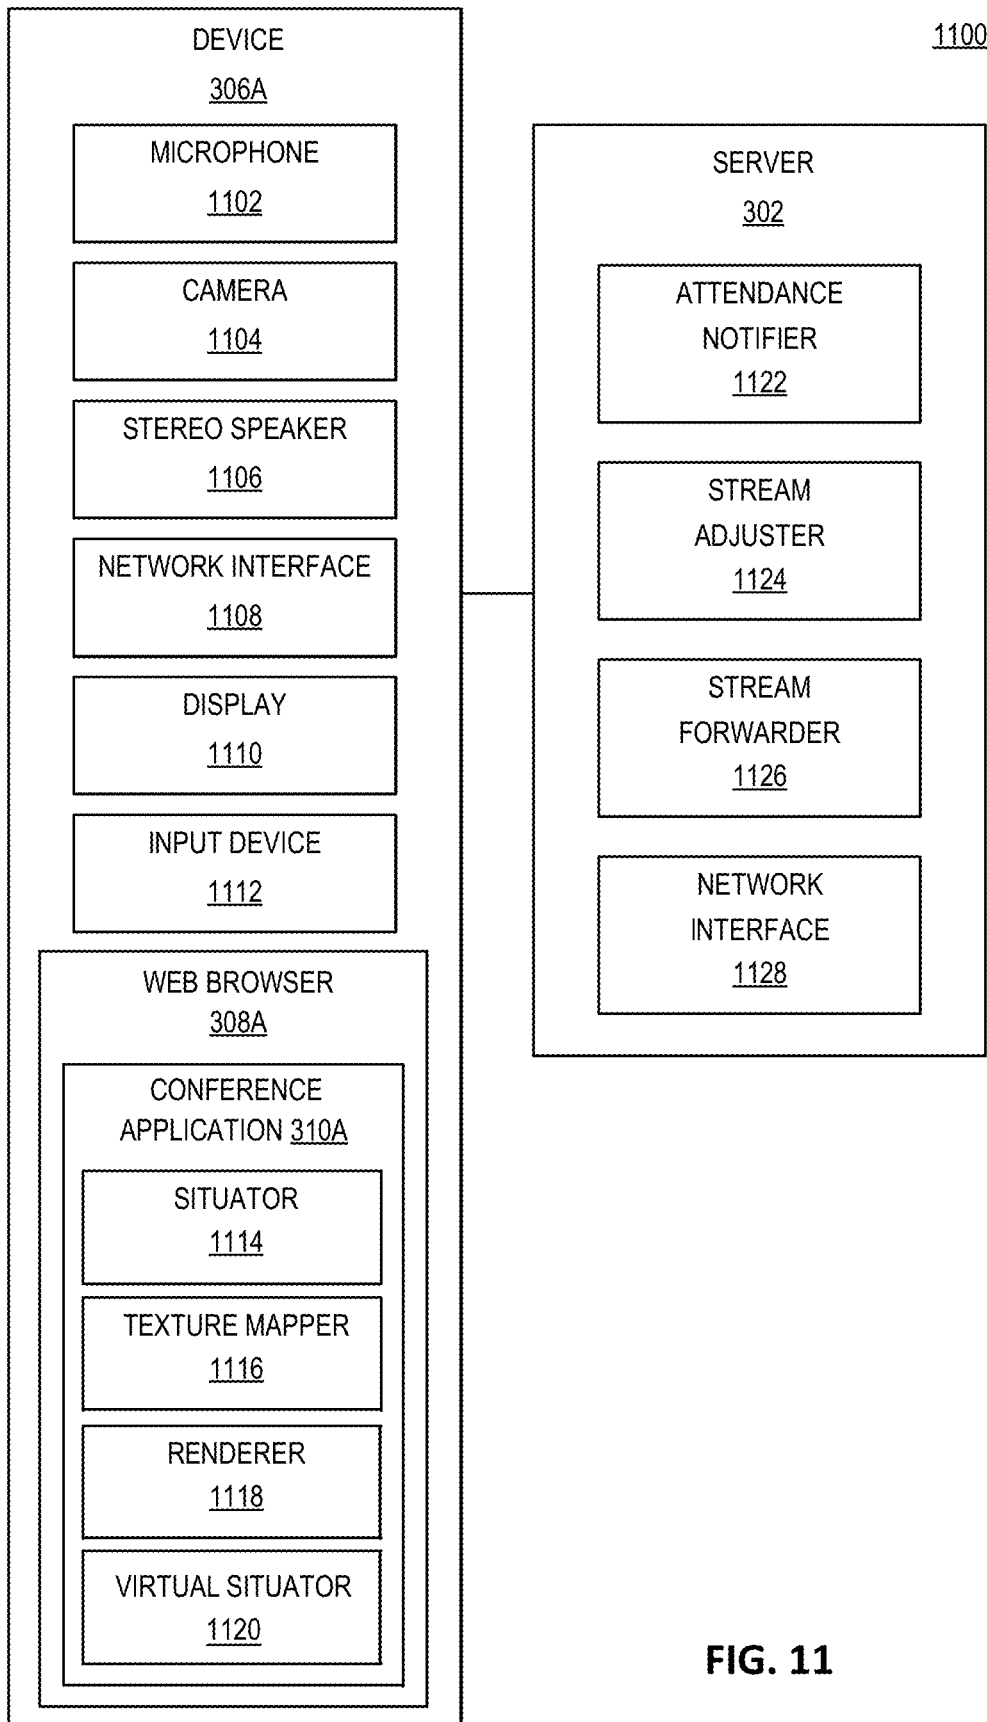 DEVICE
306A
MICROPHONE
1102
CAMERA
1104
STEREO SPEAKER
1106
NETWORK INTERFACE
1108
DISPLAY
1110
INPUT DEVICE
1112
WEB BROWSER
308A
CONFERENCE
APPLICATION 310A
SITUATOR
1114
TEXTURE MAPPER
1116
RENDERER
1118
VIRTUAL SITUATOR
1120
1100
SERVER
302
ATTENDANCE
NOTIFIER
1122
STREAM
ADJUSTER
1124
STREAM
FORWARDER
1126
NETWORK
INTERFACE
1128
FIG. 11